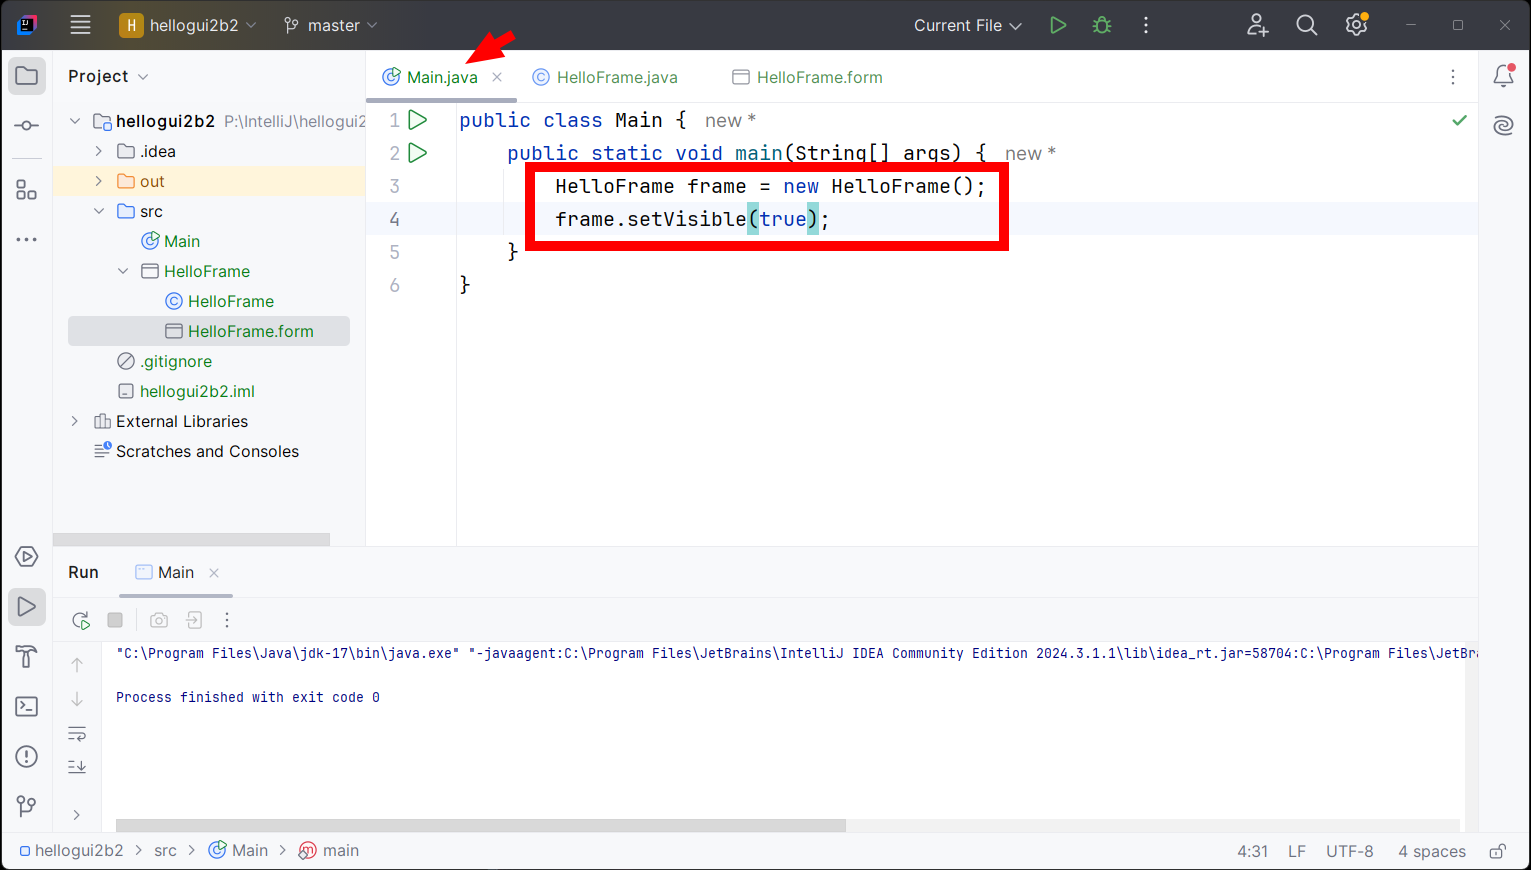 H hellogui2b2 master Current File
Project
Main.java HelloFrame.java HelloFrame.form
hellogui2b2 P:\IntelliJ\hellogui2
.idea
out
src
Main
HelloFrame
HelloFrame
HelloFrame.form
.gitignore
hellogui2b2.iml
External Libraries
Scratches and Consoles
1 public class Main { new *
2 public static void main(String[] args) { new *
3 HelloFrame frame = new HelloFrame();
4 frame.setVisible(true);
5 }
6 }
Run Main
"C:\Program Files\Java\jdk-17\bin\java.exe" "-javaagent:C:\Program Files\JetBrains\IntelliJ IDEA Community Edition 2024.3.1.1\lib\idea_rt.jar=58704:C:\Program Files\JetBra
Process finished with exit code 0
hellogui2b2 > src > Main > main 4:31 LF UTF-8 4 spaces